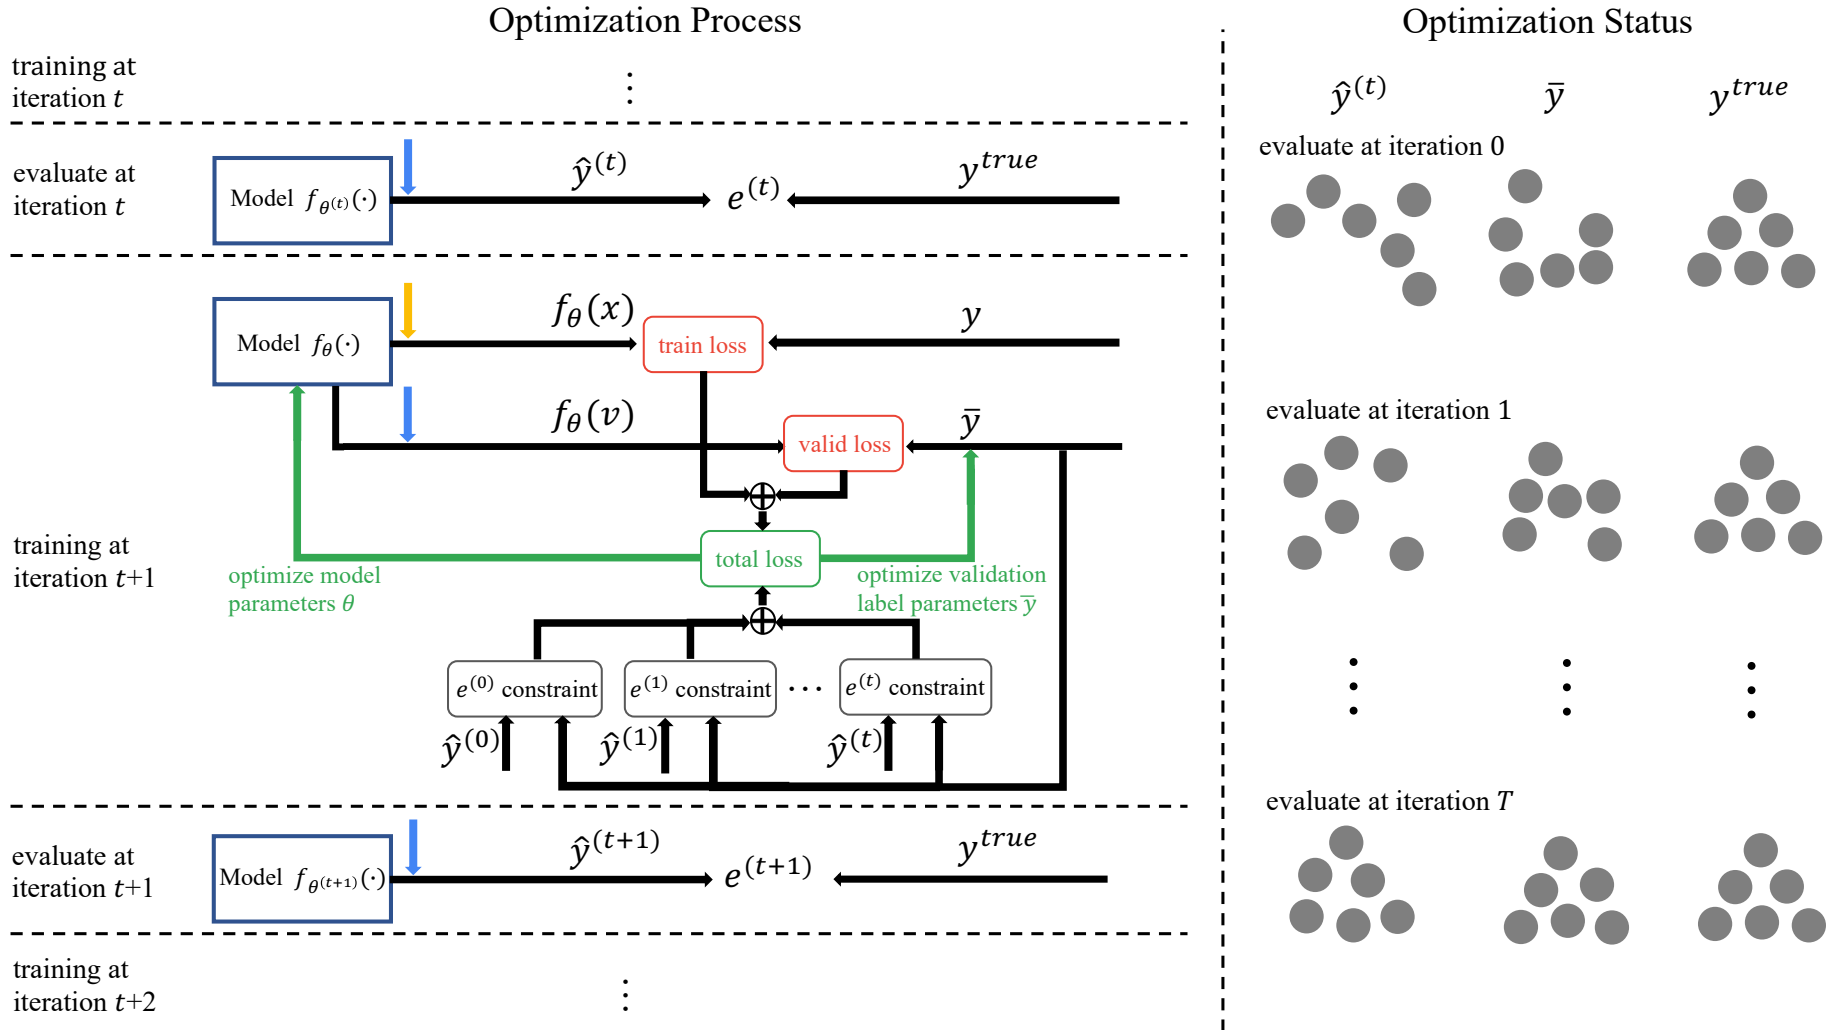 Optimization Process
training at
iteration t
⋮
evaluate at
iteration t
Model f_{θ^{(t)}}(·)
ŷ^{(t)}
e^{(t)}
y^{true}
training at
iteration t+1
Model f_θ(·)
f_θ(x)
train loss
y
f_θ(v)
valid loss
ȳ
total loss
optimize model
parameters θ
optimize validation
label parameters ȳ
e^{(0)} constraint
e^{(1)} constraint
···
e^{(t)} constraint
ŷ^{(0)}
ŷ^{(1)}
ŷ^{(t)}
evaluate at
iteration t+1
Model f_{θ^{(t+1)}}(·)
ŷ^{(t+1)}
e^{(t+1)}
y^{true}
training at
iteration t+2
⋮
Optimization Status
ŷ^{(t)} ȳ y^{true}
evaluate at iteration 0
evaluate at iteration 1
⋮ ⋮ ⋮
evaluate at iteration T